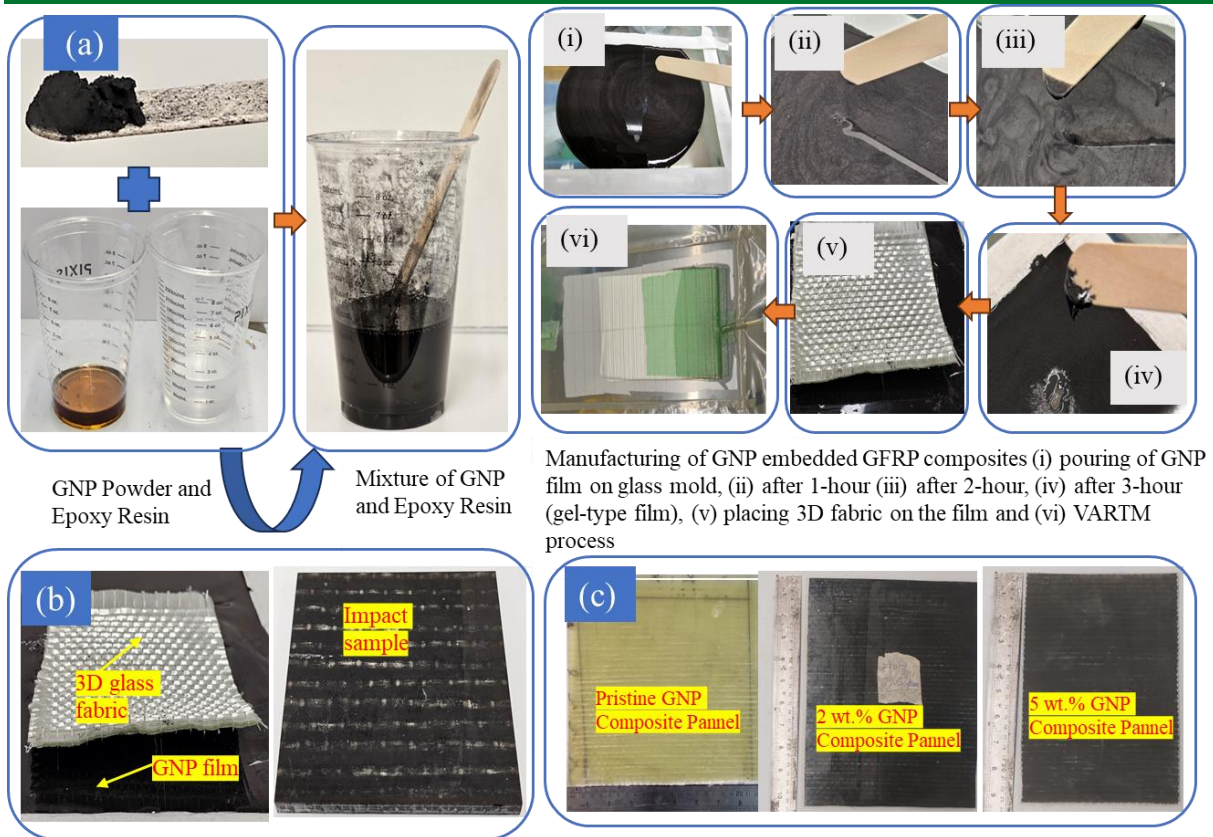 (a)
PIXIS
GNP Powder and
Epoxy Resin
Mixture of GNP
and Epoxy Resin
(i)
(ii)
(iii)
(iv)
(v)
(vi)
Manufacturing of GNP embedded GFRP composites (i) pouring of GNP
film on glass mold, (ii) after 1-hour (iii) after 2-hour, (iv) after 3-hour
(gel-type film), (v) placing 3D fabric on the film and (vi) VARTM
process
(b)
3D glass
fabric
GNP film
Impact
sample
(c)
Pristine GNP
Composite Pannel
2 wt.% GNP
Composite Pannel
5 wt.% GNP
Composite Pannel